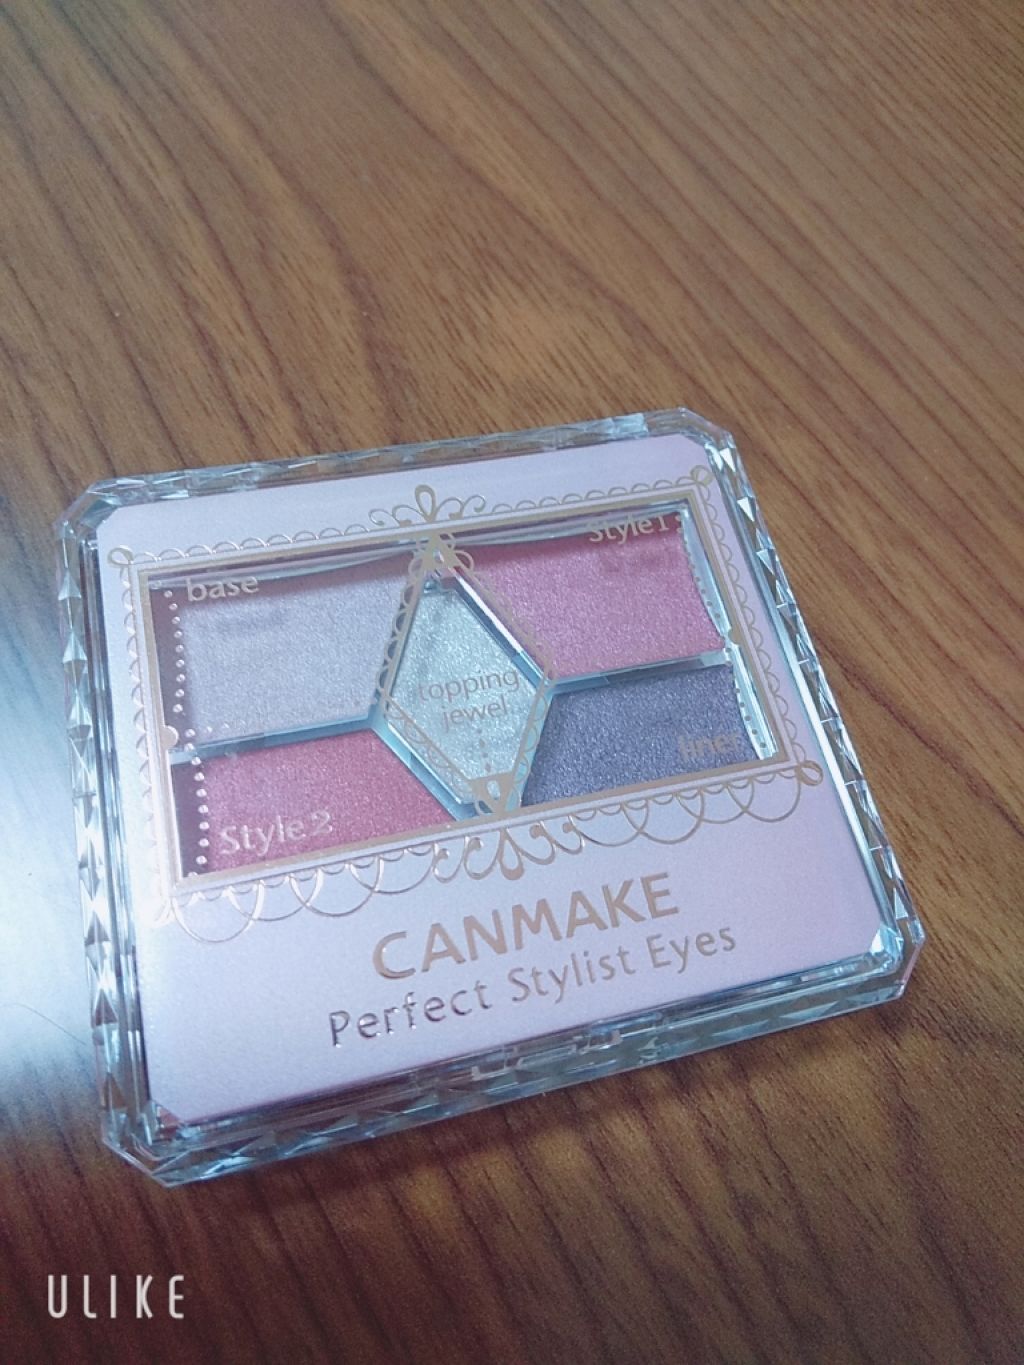 base
Style1
topping
jewel
Style2
liner
CANMAKE
Perfect Stylist Eyes
ULIKE